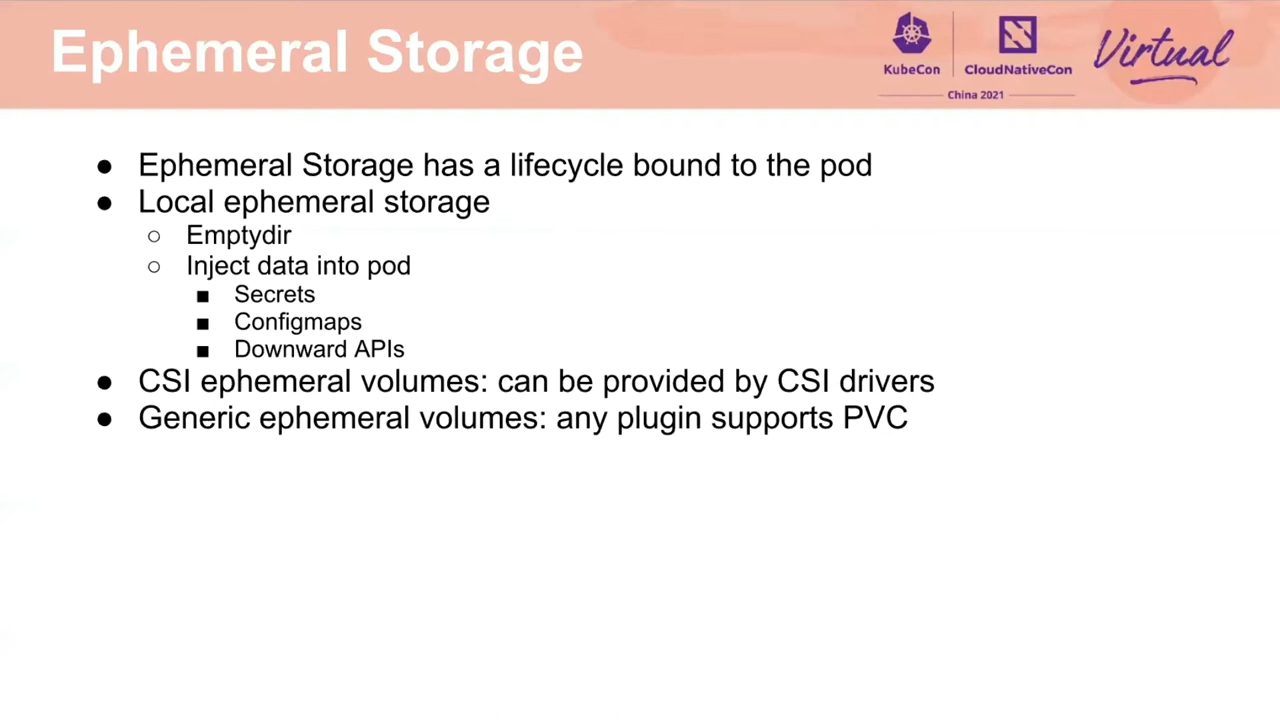 Ephemeral Storage
KubeCon
CloudNativeCon
China 2021
Virtual
● Ephemeral Storage has a lifecycle bound to the pod
● Local ephemeral storage
○ Emptydir
○ Inject data into pod
■ Secrets
■ Configmaps
■ Downward APIs
● CSI ephemeral volumes: can be provided by CSI drivers
● Generic ephemeral volumes: any plugin supports PVC